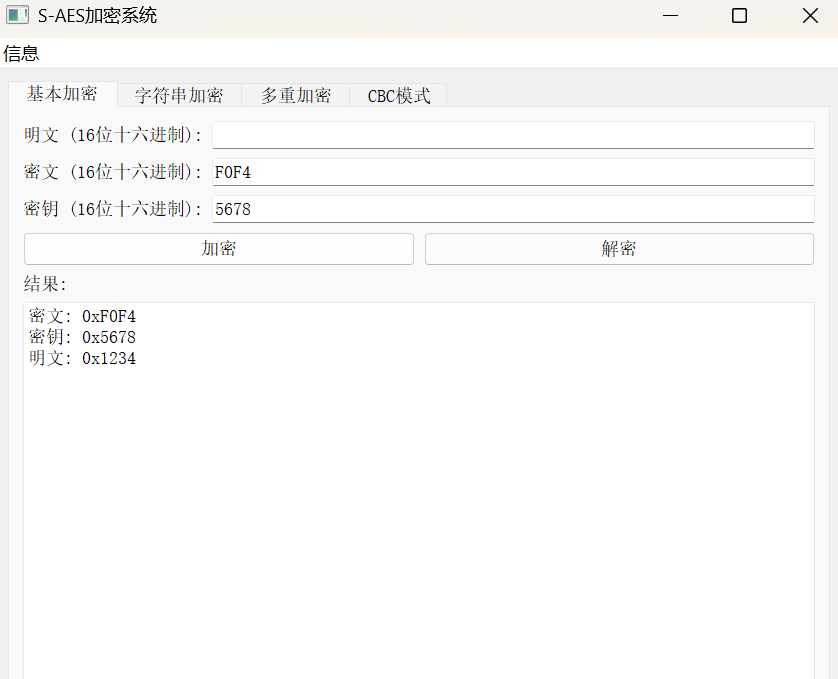 S-AES加密系统
信息
基本加密 字符串加密 多重加密 CBC模式
明文 (16位十六进制):
密文 (16位十六进制): F0F4
密钥 (16位十六进制): 5678
加密 解密
结果:
密文: 0xF0F4
密钥: 0x5678
明文: 0x1234